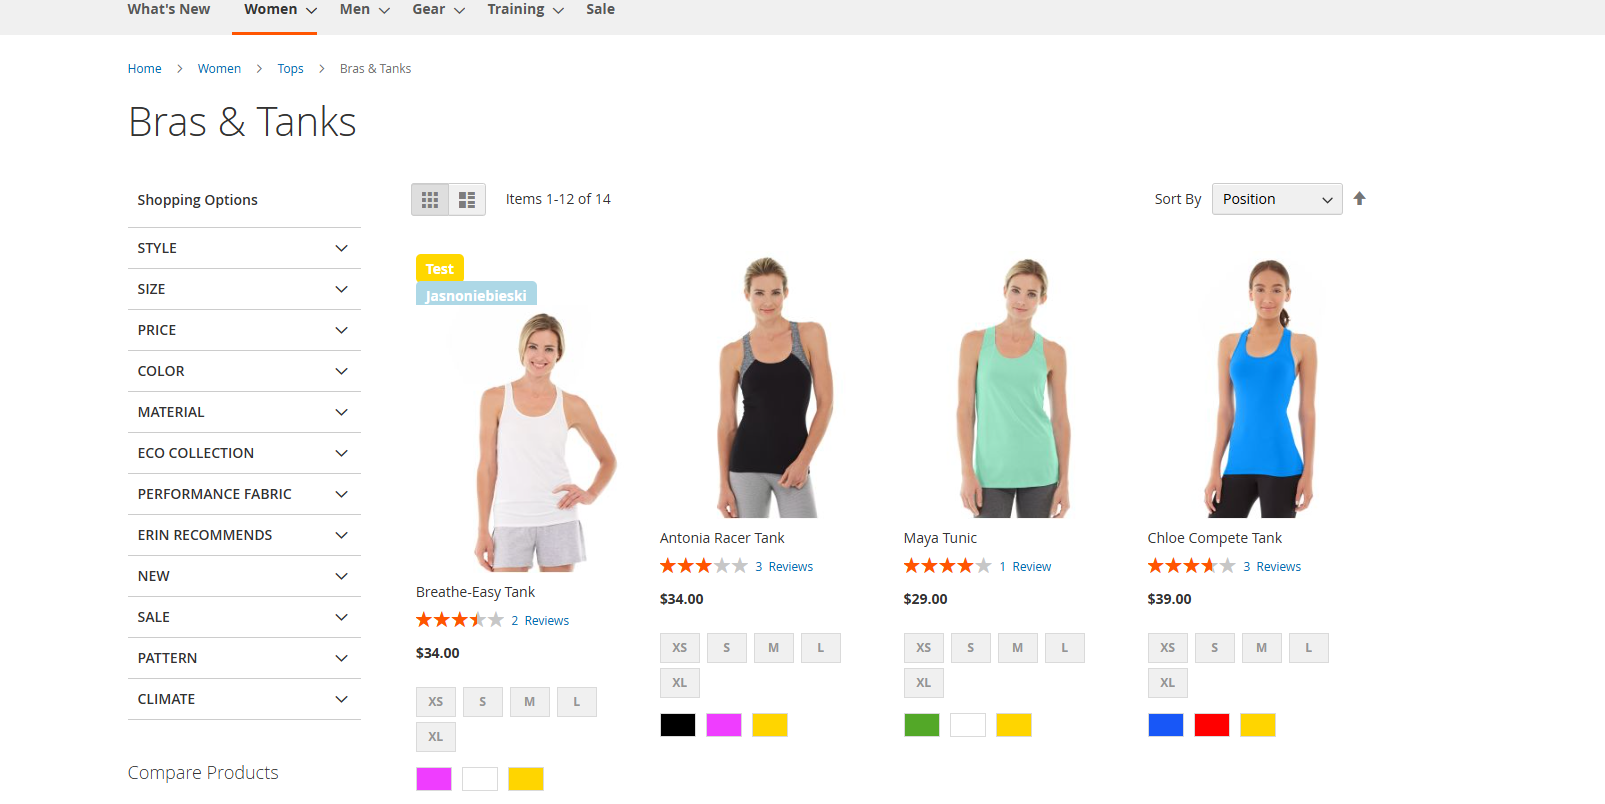 What's New Women Men Gear Training Sale
Home Women Tops Bras & Tanks
Bras & Tanks
Shopping Options
Items 1-12 of 14
Sort By Position
STYLE
SIZE
PRICE
COLOR
MATERIAL
ECO COLLECTION
PERFORMANCE FABRIC
ERIN RECOMMENDS
NEW
SALE
PATTERN
CLIMATE
Compare Products
Test
Jasnoniebieski
Breathe-Easy Tank
2 Reviews
$34.00
XS S M L
XL
Antonia Racer Tank
3 Reviews
$34.00
XS S M L
XL
Maya Tunic
1 Review
$29.00
XS S M L
XL
Chloe Compete Tank
3 Reviews
$39.00
XS S M L
XL